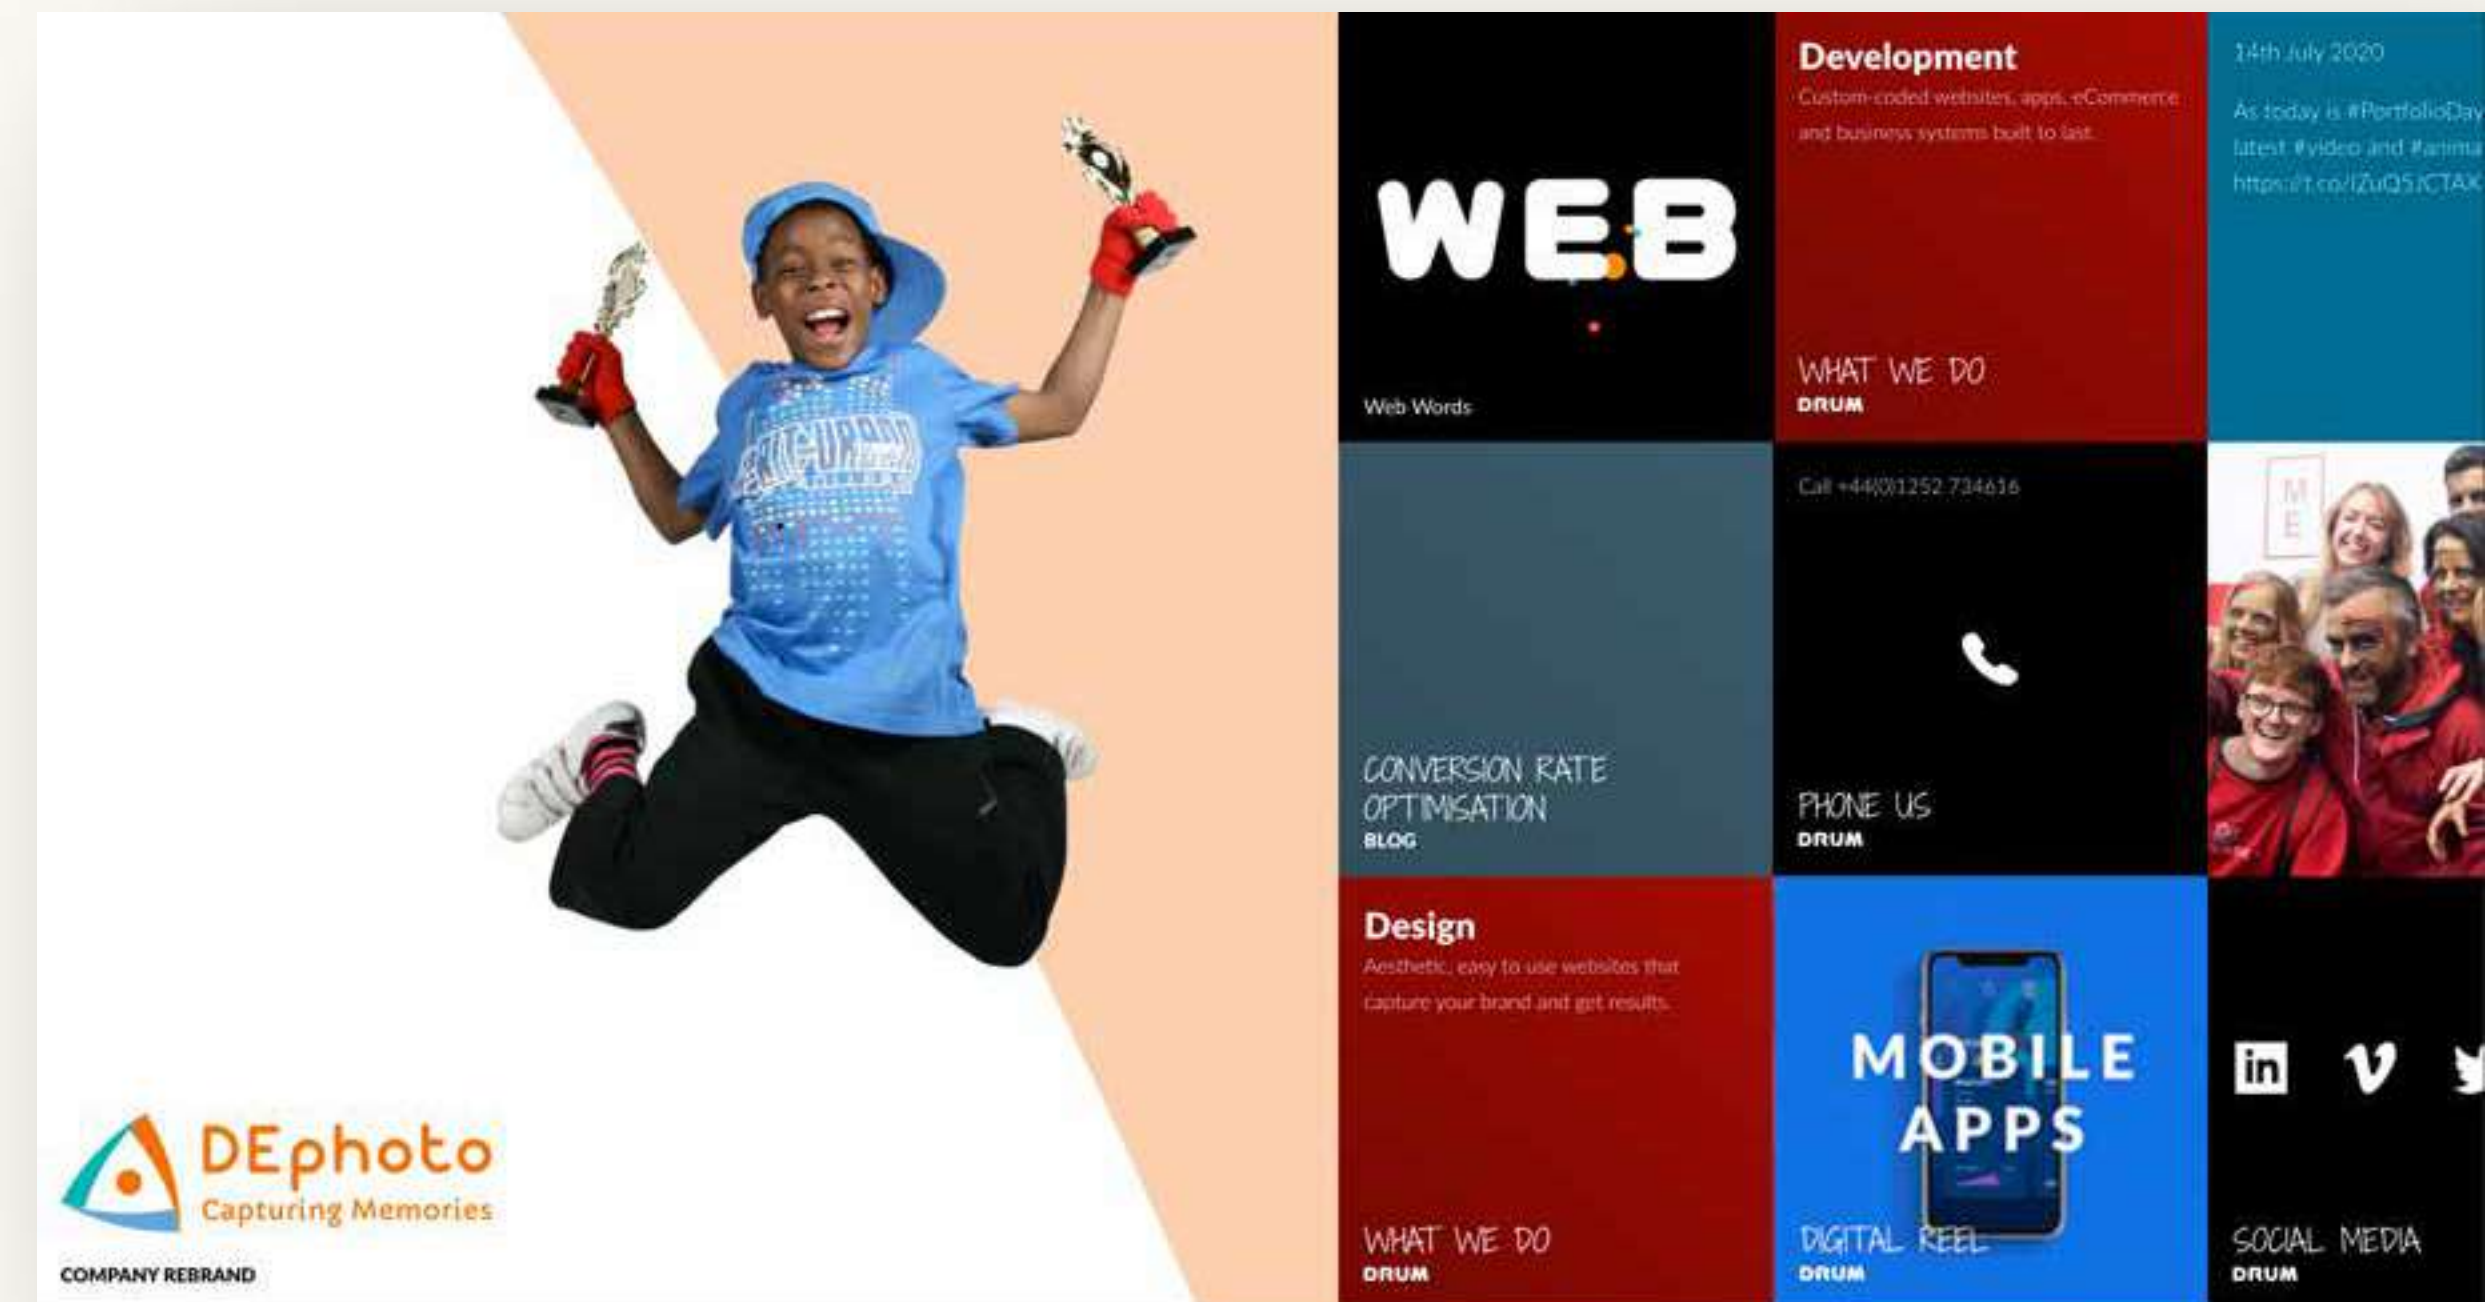 DEphoto
Capturing Memories
COMPANY REBRAND
WEB
Web Words
Development
Custom-coded websites, apps, eCommerce
and business systems built to last.
WHAT WE DO
DRUM
14th July 2020
As today is #PortfolioDay
latest #video and
CONVERSION RATE
OPTIMISATION
BLOG
Call +44(0)1252 734616
PHONE US
DRUM
M
E
Design
Aesthetic, easy to use websites that
capture your brand and get results.
WHAT WE DO
DRUM
MOBILE
APPS
DIGITAL REEL
DRUM
in
SOCIAL MEDIA
DRUM